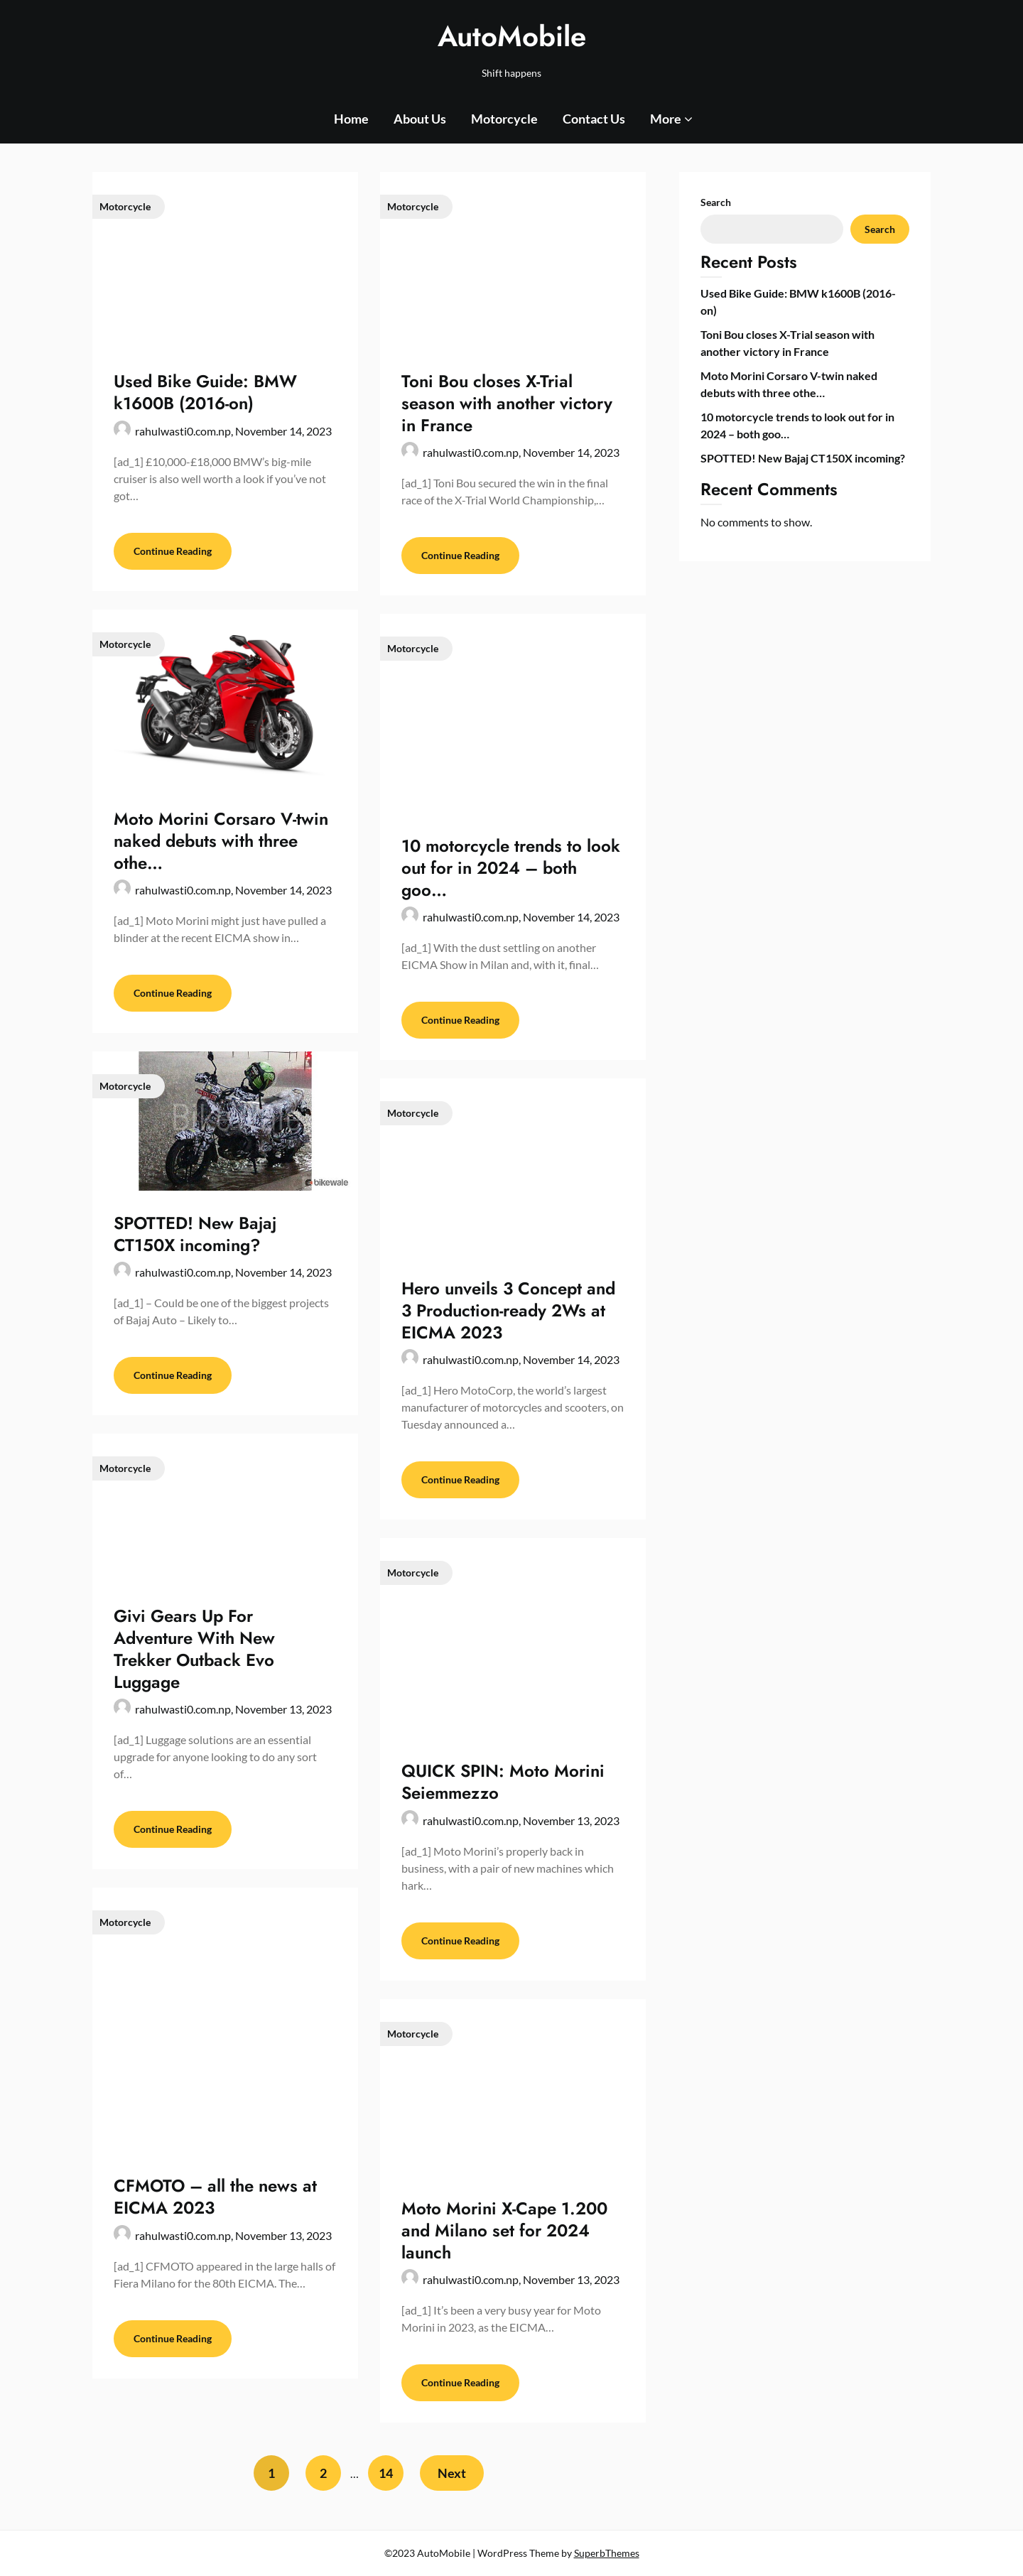 AutoMobile
Shift happens
Home
About Us
Motorcycle
Contact Us
More
Motorcycle
Used Bike Guide: BMW
k1600B (2016-on)
rahulwasti0.com.np, November 14, 2023
[ad_1] £10,000-£18,000 BMW’s big-mile
cruiser is also well worth a look if you’ve not
got…
Continue Reading
Motorcycle
Toni Bou closes X-Trial
season with another victory
in France
rahulwasti0.com.np, November 14, 2023
[ad_1] Toni Bou secured the win in the final
race of the X-Trial World Championship,…
Continue Reading
Motorcycle
Moto Morini Corsaro V-twin
naked debuts with three
othe…
rahulwasti0.com.np, November 14, 2023
[ad_1] Moto Morini might just have pulled a
blinder at the recent EICMA show in…
Continue Reading
Motorcycle
10 motorcycle trends to look
out for in 2024 – both
goo…
rahulwasti0.com.np, November 14, 2023
[ad_1] With the dust settling on another
EICMA Show in Milan and, with it, final…
Continue Reading
Motorcycle
BikeWale
bikewale
SPOTTED! New Bajaj
CT150X incoming?
rahulwasti0.com.np, November 14, 2023
[ad_1] – Could be one of the biggest projects
of Bajaj Auto – Likely to…
Continue Reading
Motorcycle
Hero unveils 3 Concept and
3 Production-ready 2Ws at
EICMA 2023
rahulwasti0.com.np, November 14, 2023
[ad_1] Hero MotoCorp, the world’s largest
manufacturer of motorcycles and scooters, on
Tuesday announced a…
Continue Reading
Motorcycle
Givi Gears Up For
Adventure With New
Trekker Outback Evo
Luggage
rahulwasti0.com.np, November 13, 2023
[ad_1] Luggage solutions are an essential
upgrade for anyone looking to do any sort
of…
Continue Reading
Motorcycle
QUICK SPIN: Moto Morini
Seiemmezzo
rahulwasti0.com.np, November 13, 2023
[ad_1] Moto Morini’s properly back in
business, with a pair of new machines which
hark…
Continue Reading
Motorcycle
CFMOTO – all the news at
EICMA 2023
rahulwasti0.com.np, November 13, 2023
[ad_1] CFMOTO appeared in the large halls of
Fiera Milano for the 80th EICMA. The…
Continue Reading
Motorcycle
Moto Morini X-Cape 1.200
and Milano set for 2024
launch
rahulwasti0.com.np, November 13, 2023
[ad_1] It’s been a very busy year for Moto
Morini in 2023, as the EICMA…
Continue Reading
1
2
…
14
Next
Search
Search
Recent Posts
Used Bike Guide: BMW k1600B (2016-
on)
Toni Bou closes X-Trial season with
another victory in France
Moto Morini Corsaro V-twin naked
debuts with three othe…
10 motorcycle trends to look out for in
2024 – both goo…
SPOTTED! New Bajaj CT150X incoming?
Recent Comments
No comments to show.
©2023 AutoMobile | WordPress Theme by SuperbThemes